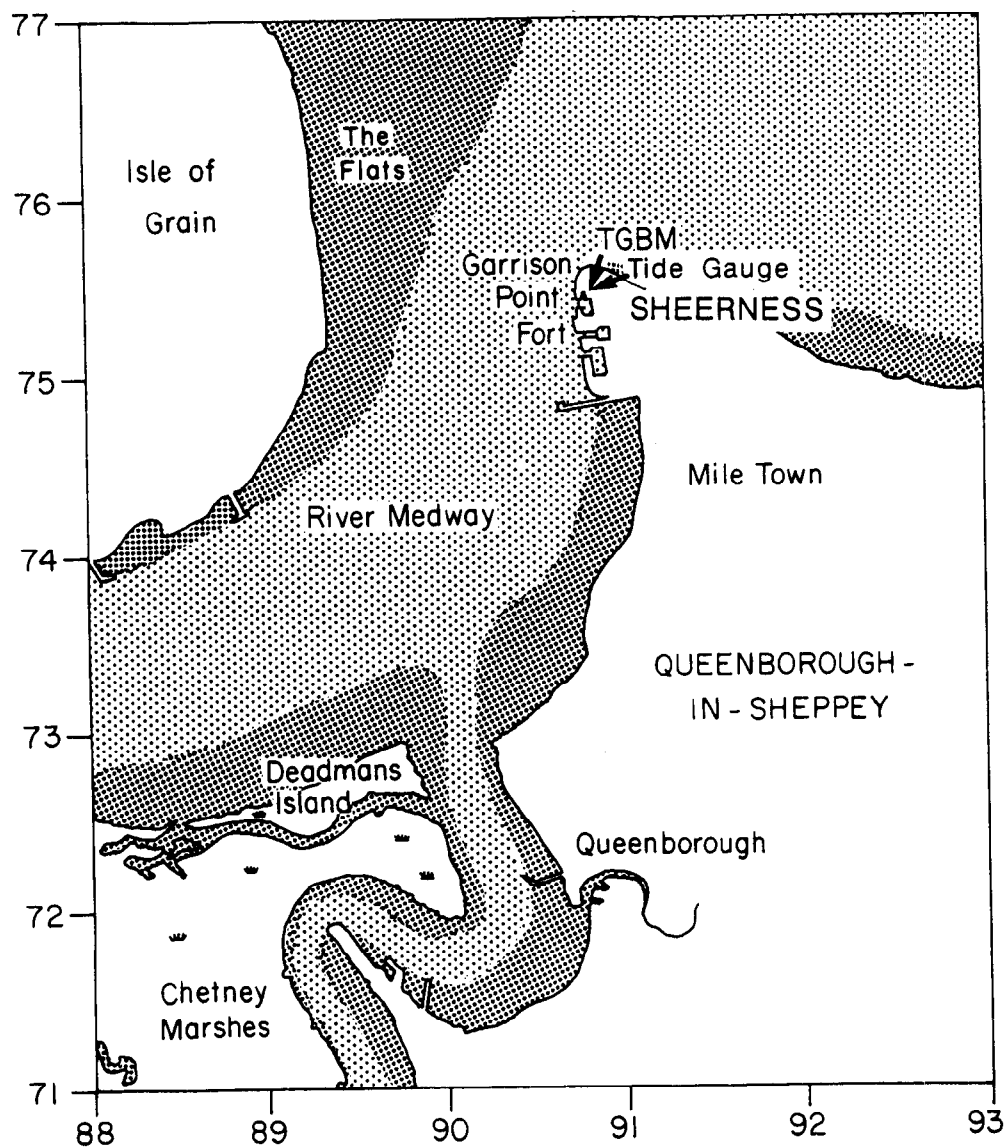 77
The
Flats
Isle of
Grain
76
TGBM
Garrison
Tide Gauge
Point
SHEERNESS
Fort
75
Mile Town
River Medway
74
QUEENBOROUGH-
IN-SHEPPEY
73
Deadmans
Island
Queenborough
72
Chetney
Marshes
71
88
89
90
91
92
93